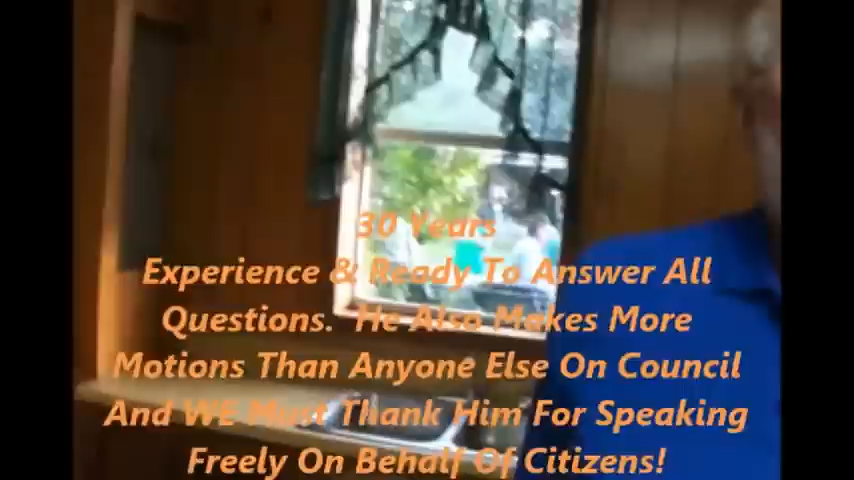 30 Years
Experience & Ready To Answer All
Questions.  He Also Makes More
Motions Than Anyone Else On Council
And WE Must Thank Him For Speaking
Freely On Behalf Of Citizens!